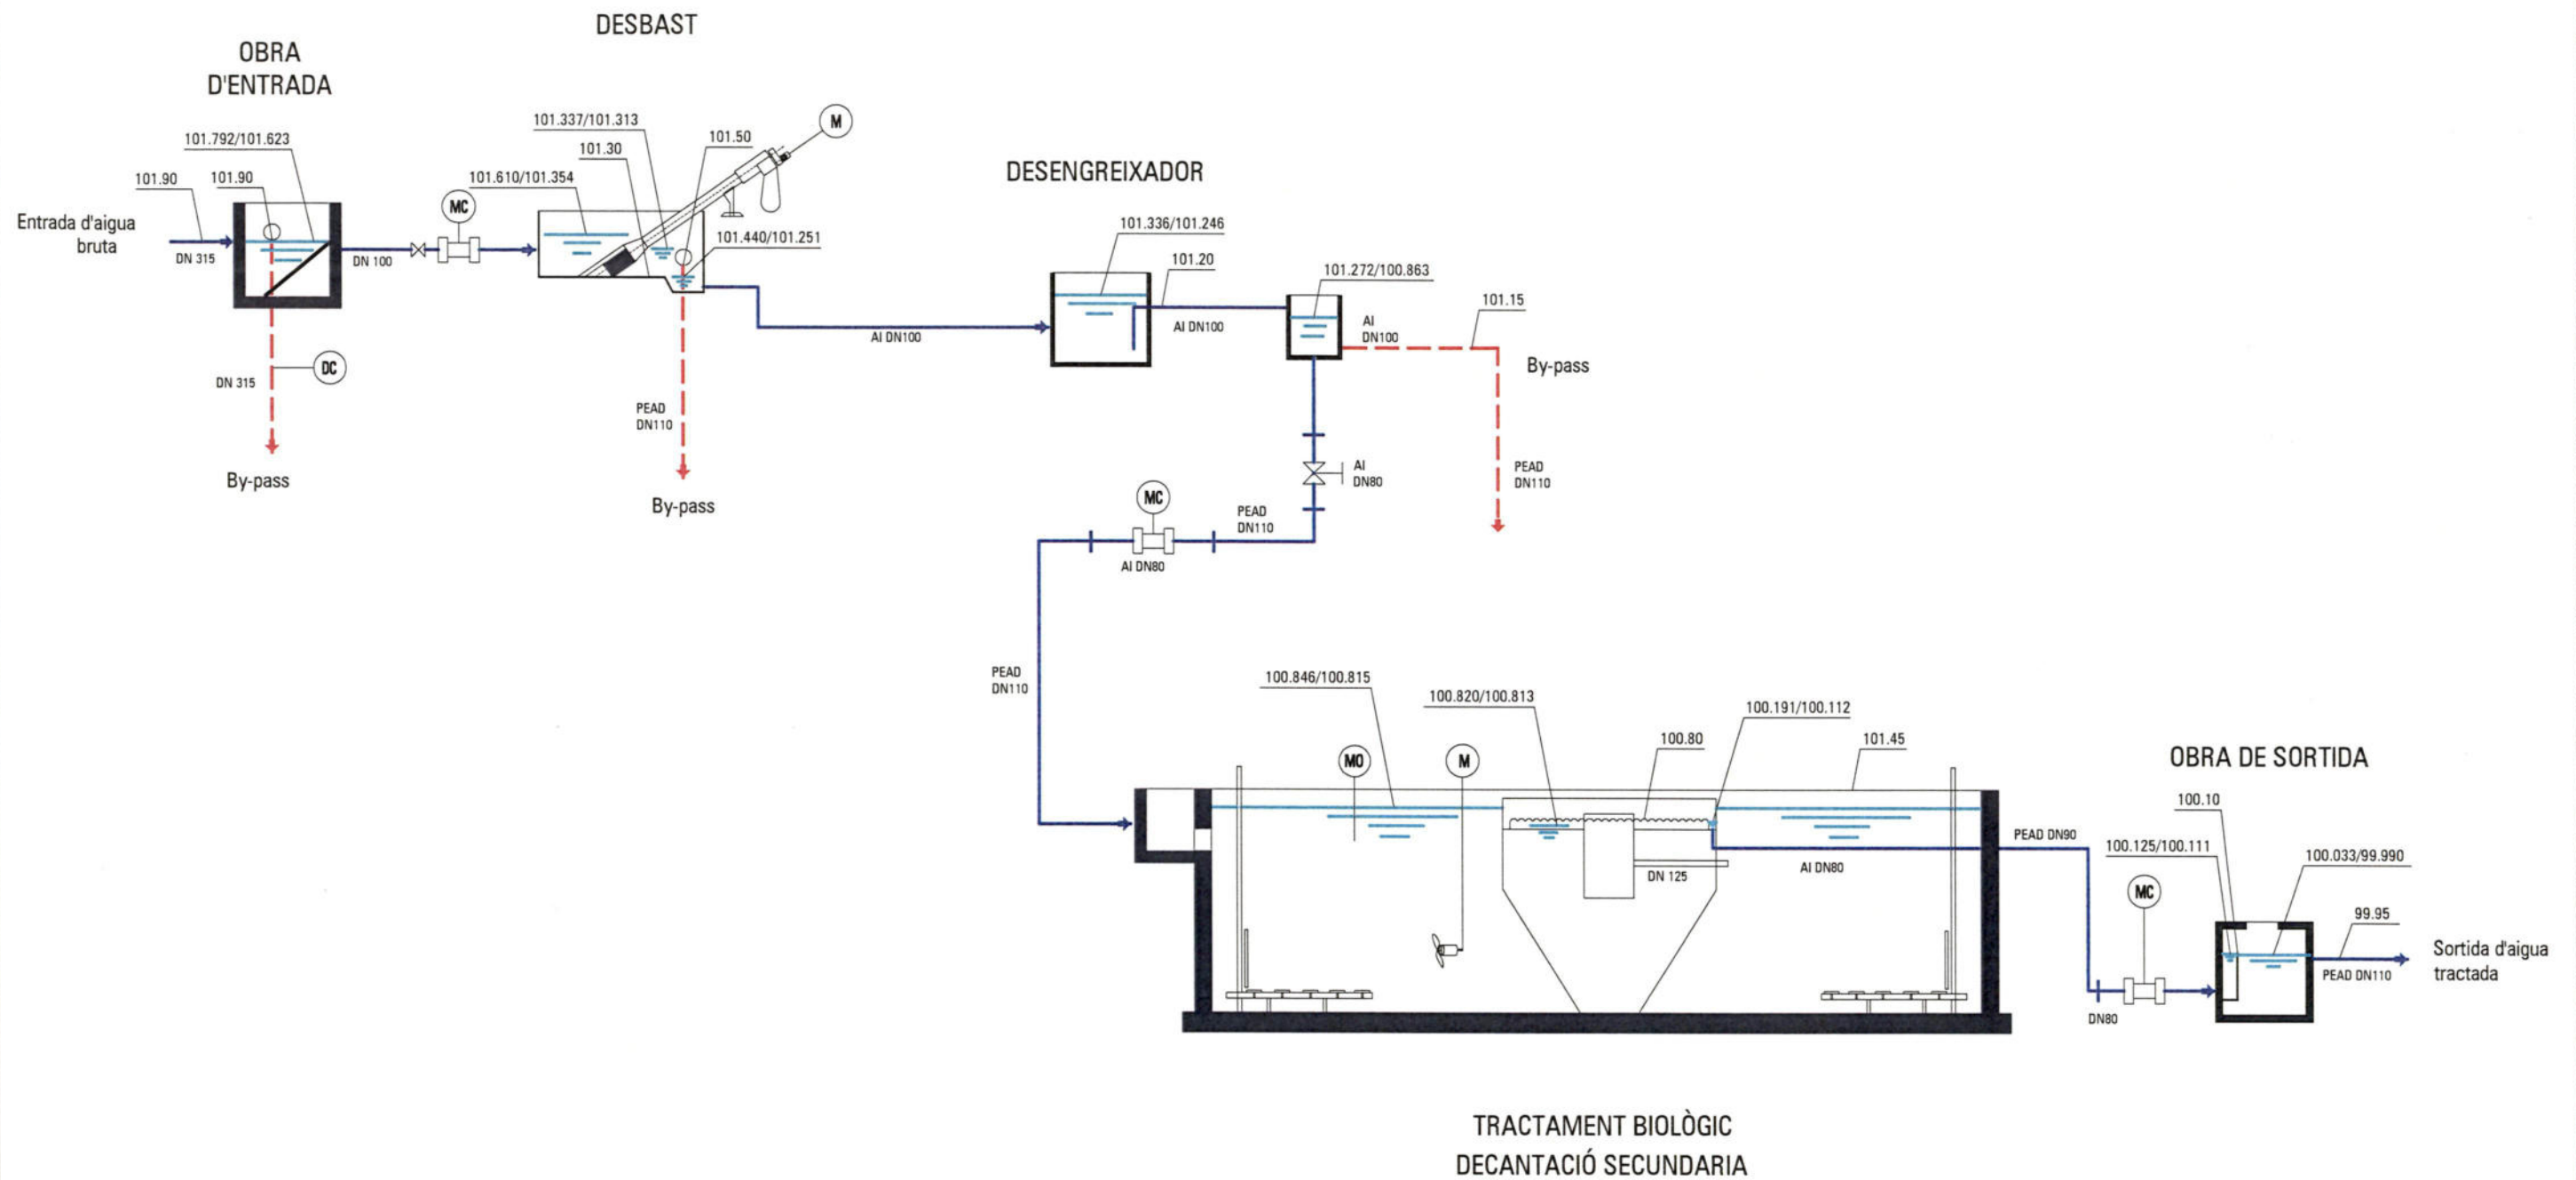 DESBAST
OBRA
D'ENTRADA
101.792/101.623
101.90
101.90
Entrada d'aigua
bruta
DN 315
DN 315
DC
By-pass
DN 100
MC
101.337/101.313
101.30
101.610/101.354
101.50
M
101.440/101.251
PEAD
DN110
By-pass
AI DN100
DESENGREIXADOR
101.336/101.246
101.20
AI DN100
101.272/100.863
AI
DN100
101.15
By-pass
PEAD
DN110
AI
DN80
PEAD
DN110
MC
AI DN80
PEAD
DN110
100.846/100.815
100.820/100.813
100.191/100.112
100.80
101.45
MO
M
DN 125
AI DN80
PEAD DN90
OBRA DE SORTIDA
100.10
100.125/100.111
100.033/99.990
MC
99.95
DN80
PEAD DN110
Sortida d'aigua
tractada
TRACTAMENT BIOLÒGIC
DECANTACIÓ SECUNDARIA